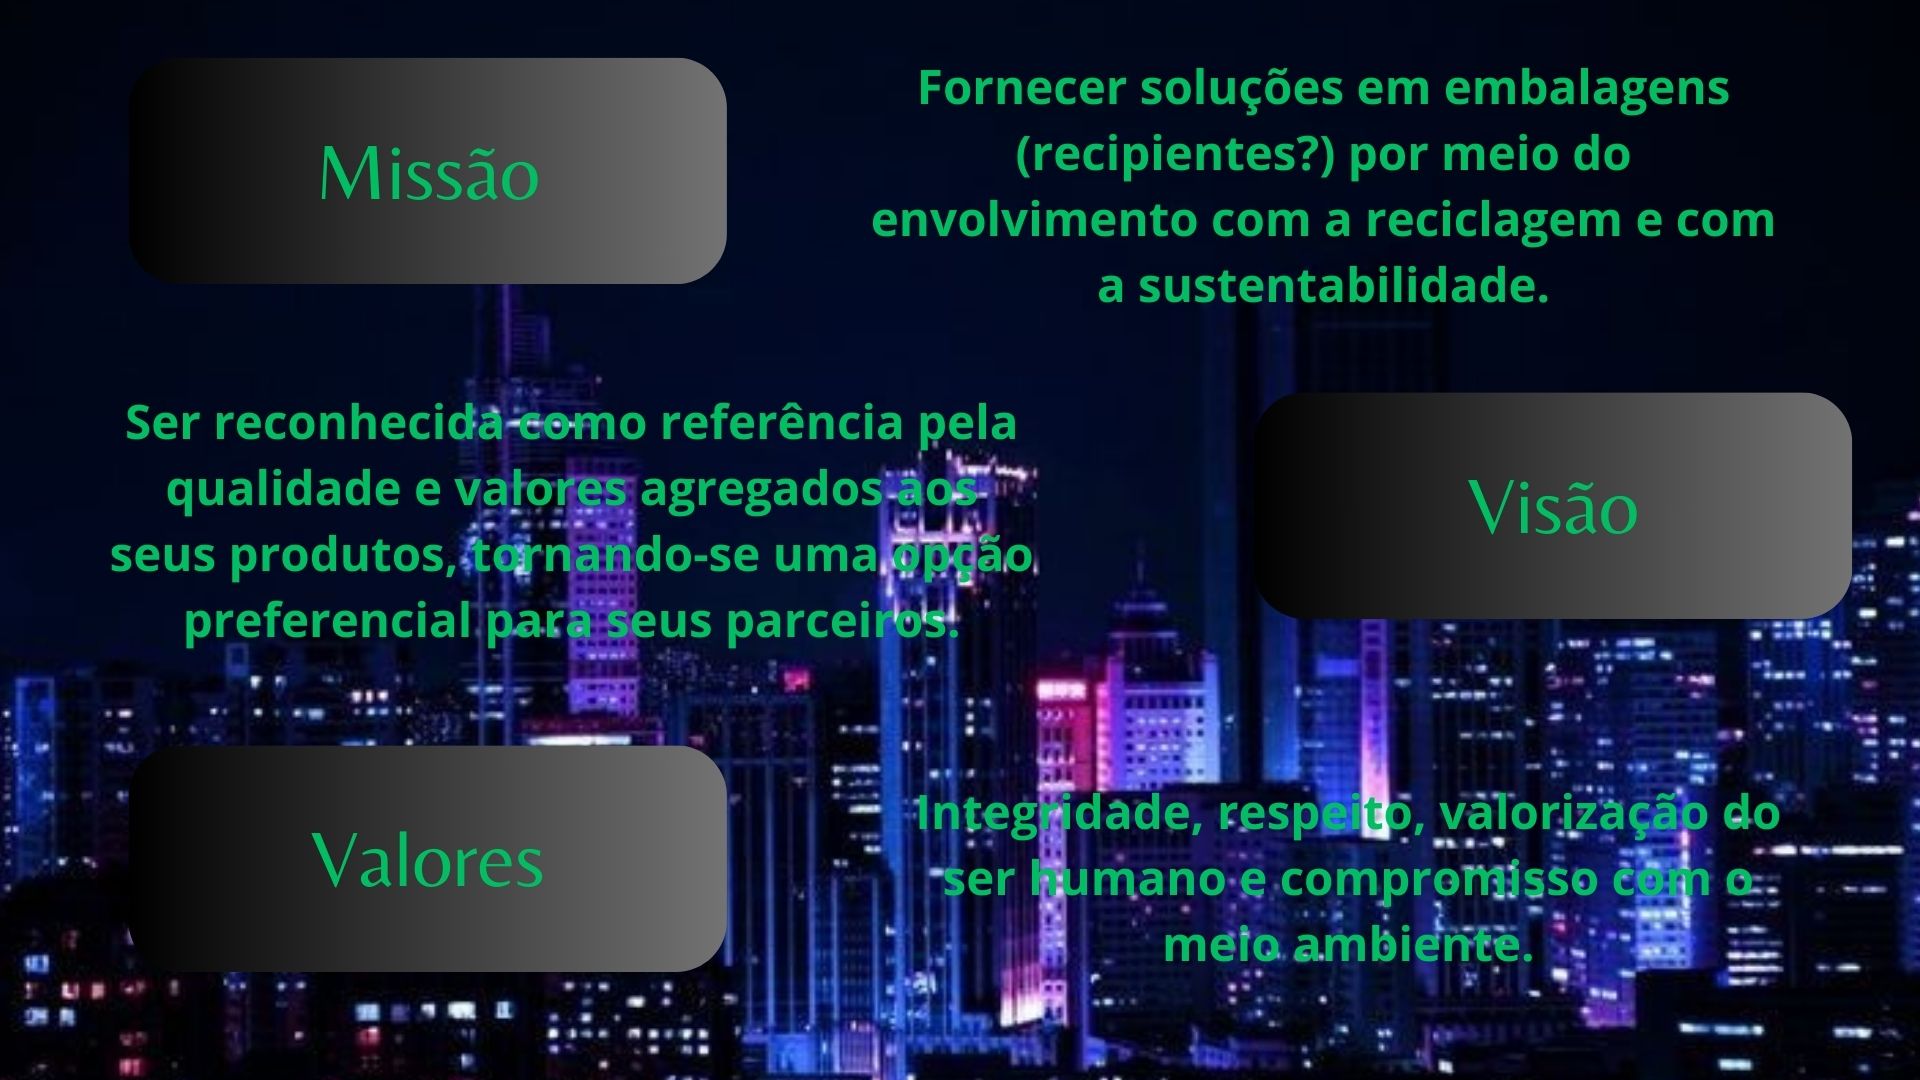 Missão
Fornecer soluções em embalagens
(recipientes?) por meio do
envolvimento com a reciclagem e com
a sustentabilidade.
Ser reconhecida como referência pela
qualidade e valores agregados aos
seus produtos, tornando-se uma opção
preferencial para seus parceiros.
Visão
Valores
Integridade, respeito, valorização do
ser humano e compromisso com o
meio ambiente.